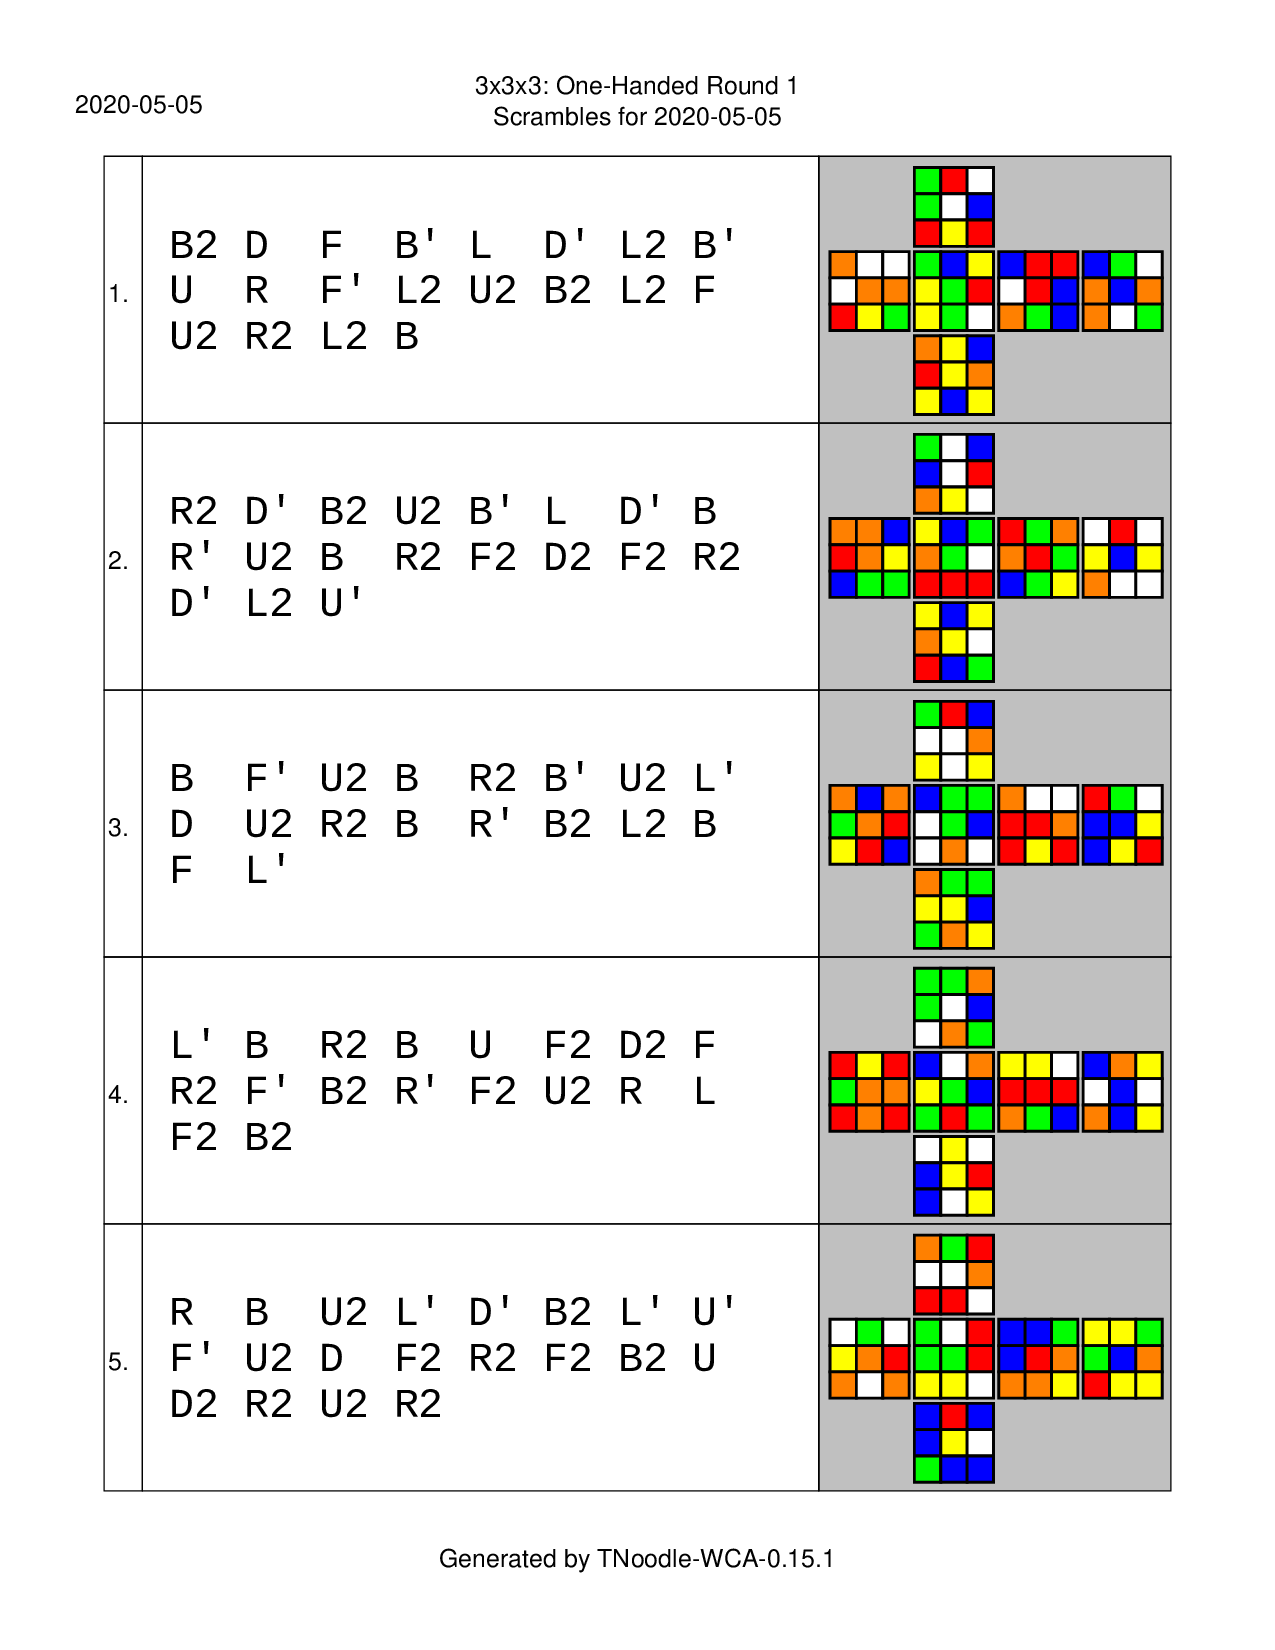 2020-05-05
3x3x3: One-Handed Round 1
Scrambles for 2020-05-05
1.
B2 D F B' L D' L2 B'
U R F' L2 U2 B2 L2 F
U2 R2 L2 B
2.
R2 D' B2 U2 B' L D' B
R' U2 B R2 F2 D2 F2 R2
D' L2 U'
3.
B F' U2 B R2 B' U2 L'
D U2 R2 B R' B2 L2 B
F L'
4.
L' B R2 B U F2 D2 F
R2 F' B2 R' F2 U2 R L
F2 B2
5.
R B U2 L' D' B2 L' U'
F' U2 D F2 R2 F2 B2 U
D2 R2 U2 R2
Generated by TNoodle-WCA-0.15.1